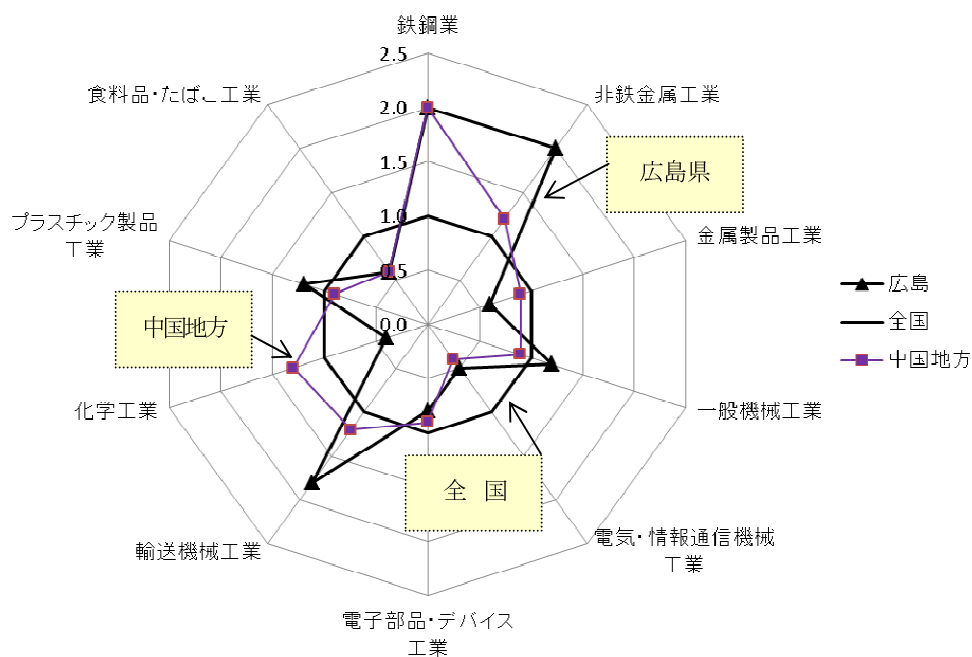 鉄鋼業
2.5
食料品・たばこ工業
非鉄金属工業
2.0
1.5
広島県
プラスチック製品
工業
1.0
金属製品工業
0.5
広島
中国地方
0.0
全国
中国地方
化学工業
一般機械工業
全 国
輸送機械工業
電気・情報通信機械
工業
電子部品・デバイス
工業